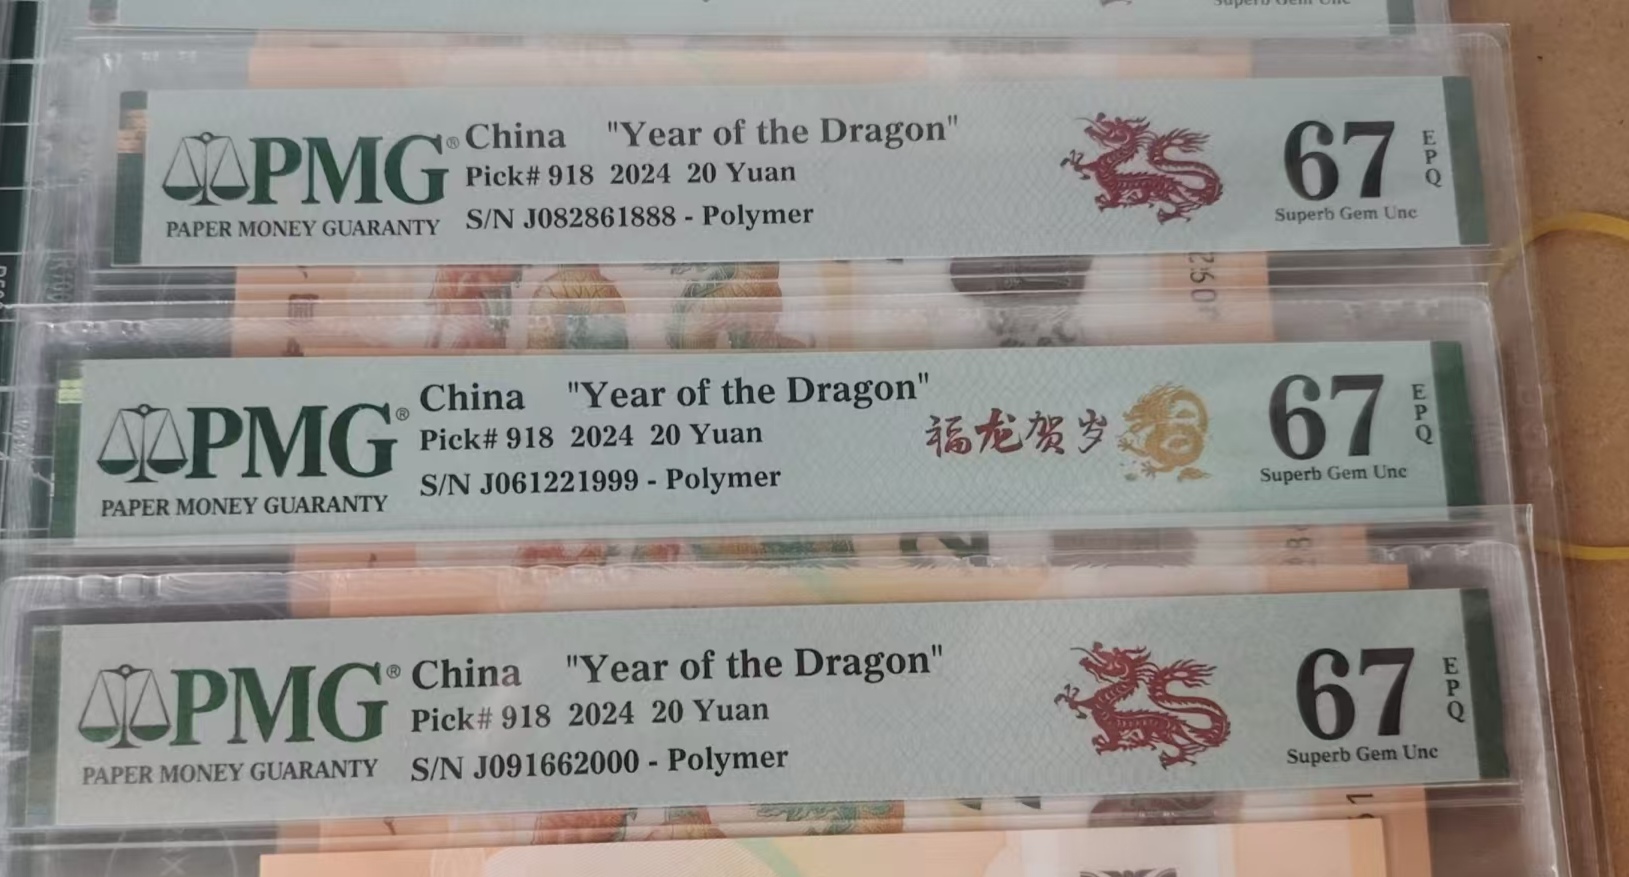 Superb Gem Unc
PMG®
PAPER MONEY GUARANTY
China "Year of the Dragon"
Pick# 918 2024 20 Yuan
S/N J082861888 - Polymer
67
EPQ
Superb Gem Unc
PMG®
PAPER MONEY GUARANTY
China "Year of the Dragon"
Pick# 918 2024 20 Yuan
S/N J061221999 - Polymer
福龙贺岁
67
EPQ
Superb Gem Unc
PMG®
PAPER MONEY GUARANTY
China "Year of the Dragon"
Pick# 918 2024 20 Yuan
S/N J091662000 - Polymer
67
EPQ
Superb Gem Unc